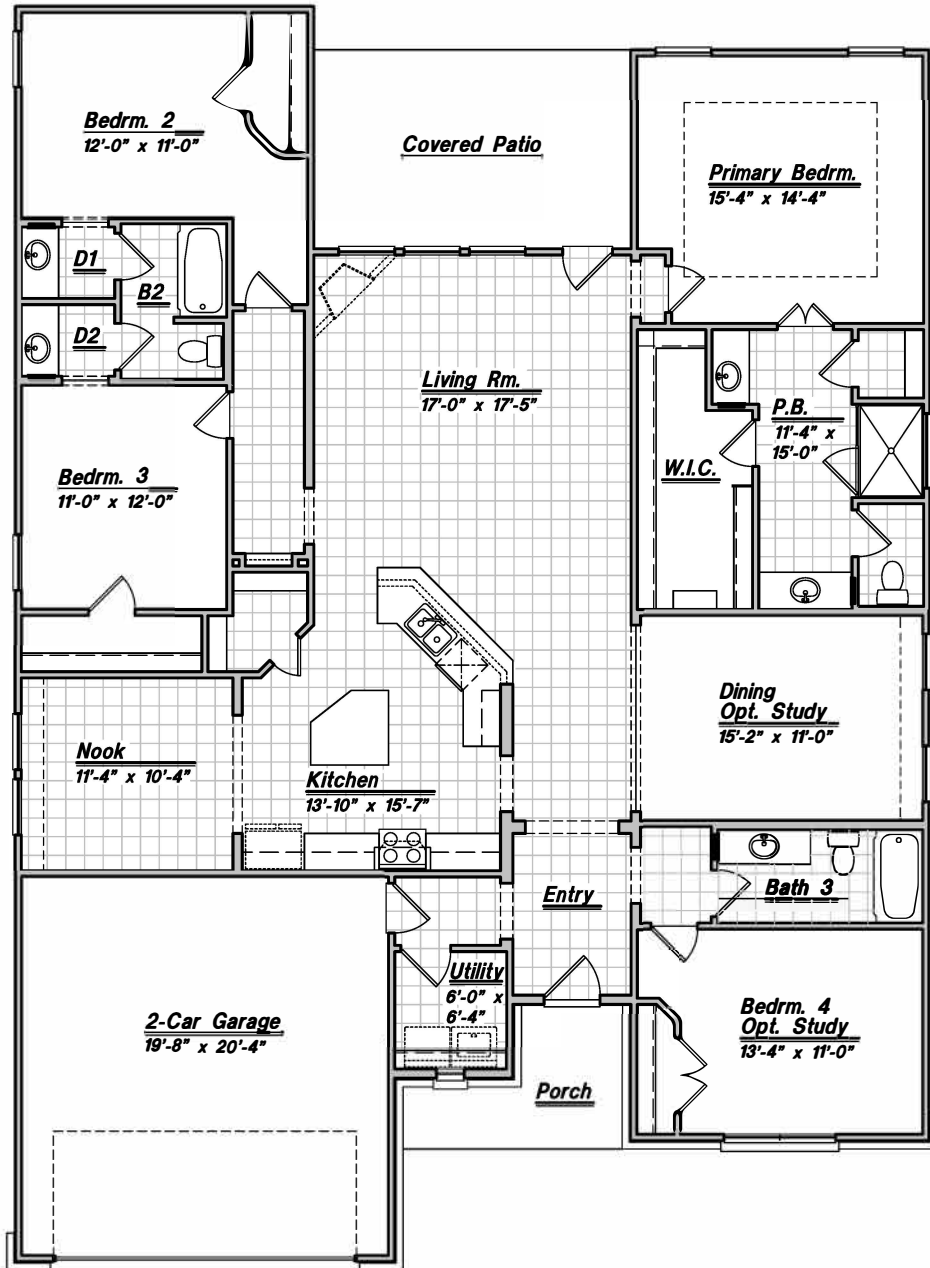 Bedrm. 2
12'-0" x 11'-0"
Covered Patio
Primary Bedrm.
15'-4" x 14'-4"
D1
B2
D2
Living Rm.
17'-0" x 17'-5"
P.B.
11'-4" x
15'-0"
W.I.C.
Bedrm. 3
11'-0" x 12'-0"
Dining
Opt. Study
15'-2" x 11'-0"
Nook
11'-4" x 10'-4"
Kitchen
13'-10" x 15'-7"
Entry
Bath 3
Utility
6'-0" x
6'-4"
2-Car Garage
19'-8" x 20'-4"
Bedrm. 4
Opt. Study
13'-4" x 11'-0"
Porch